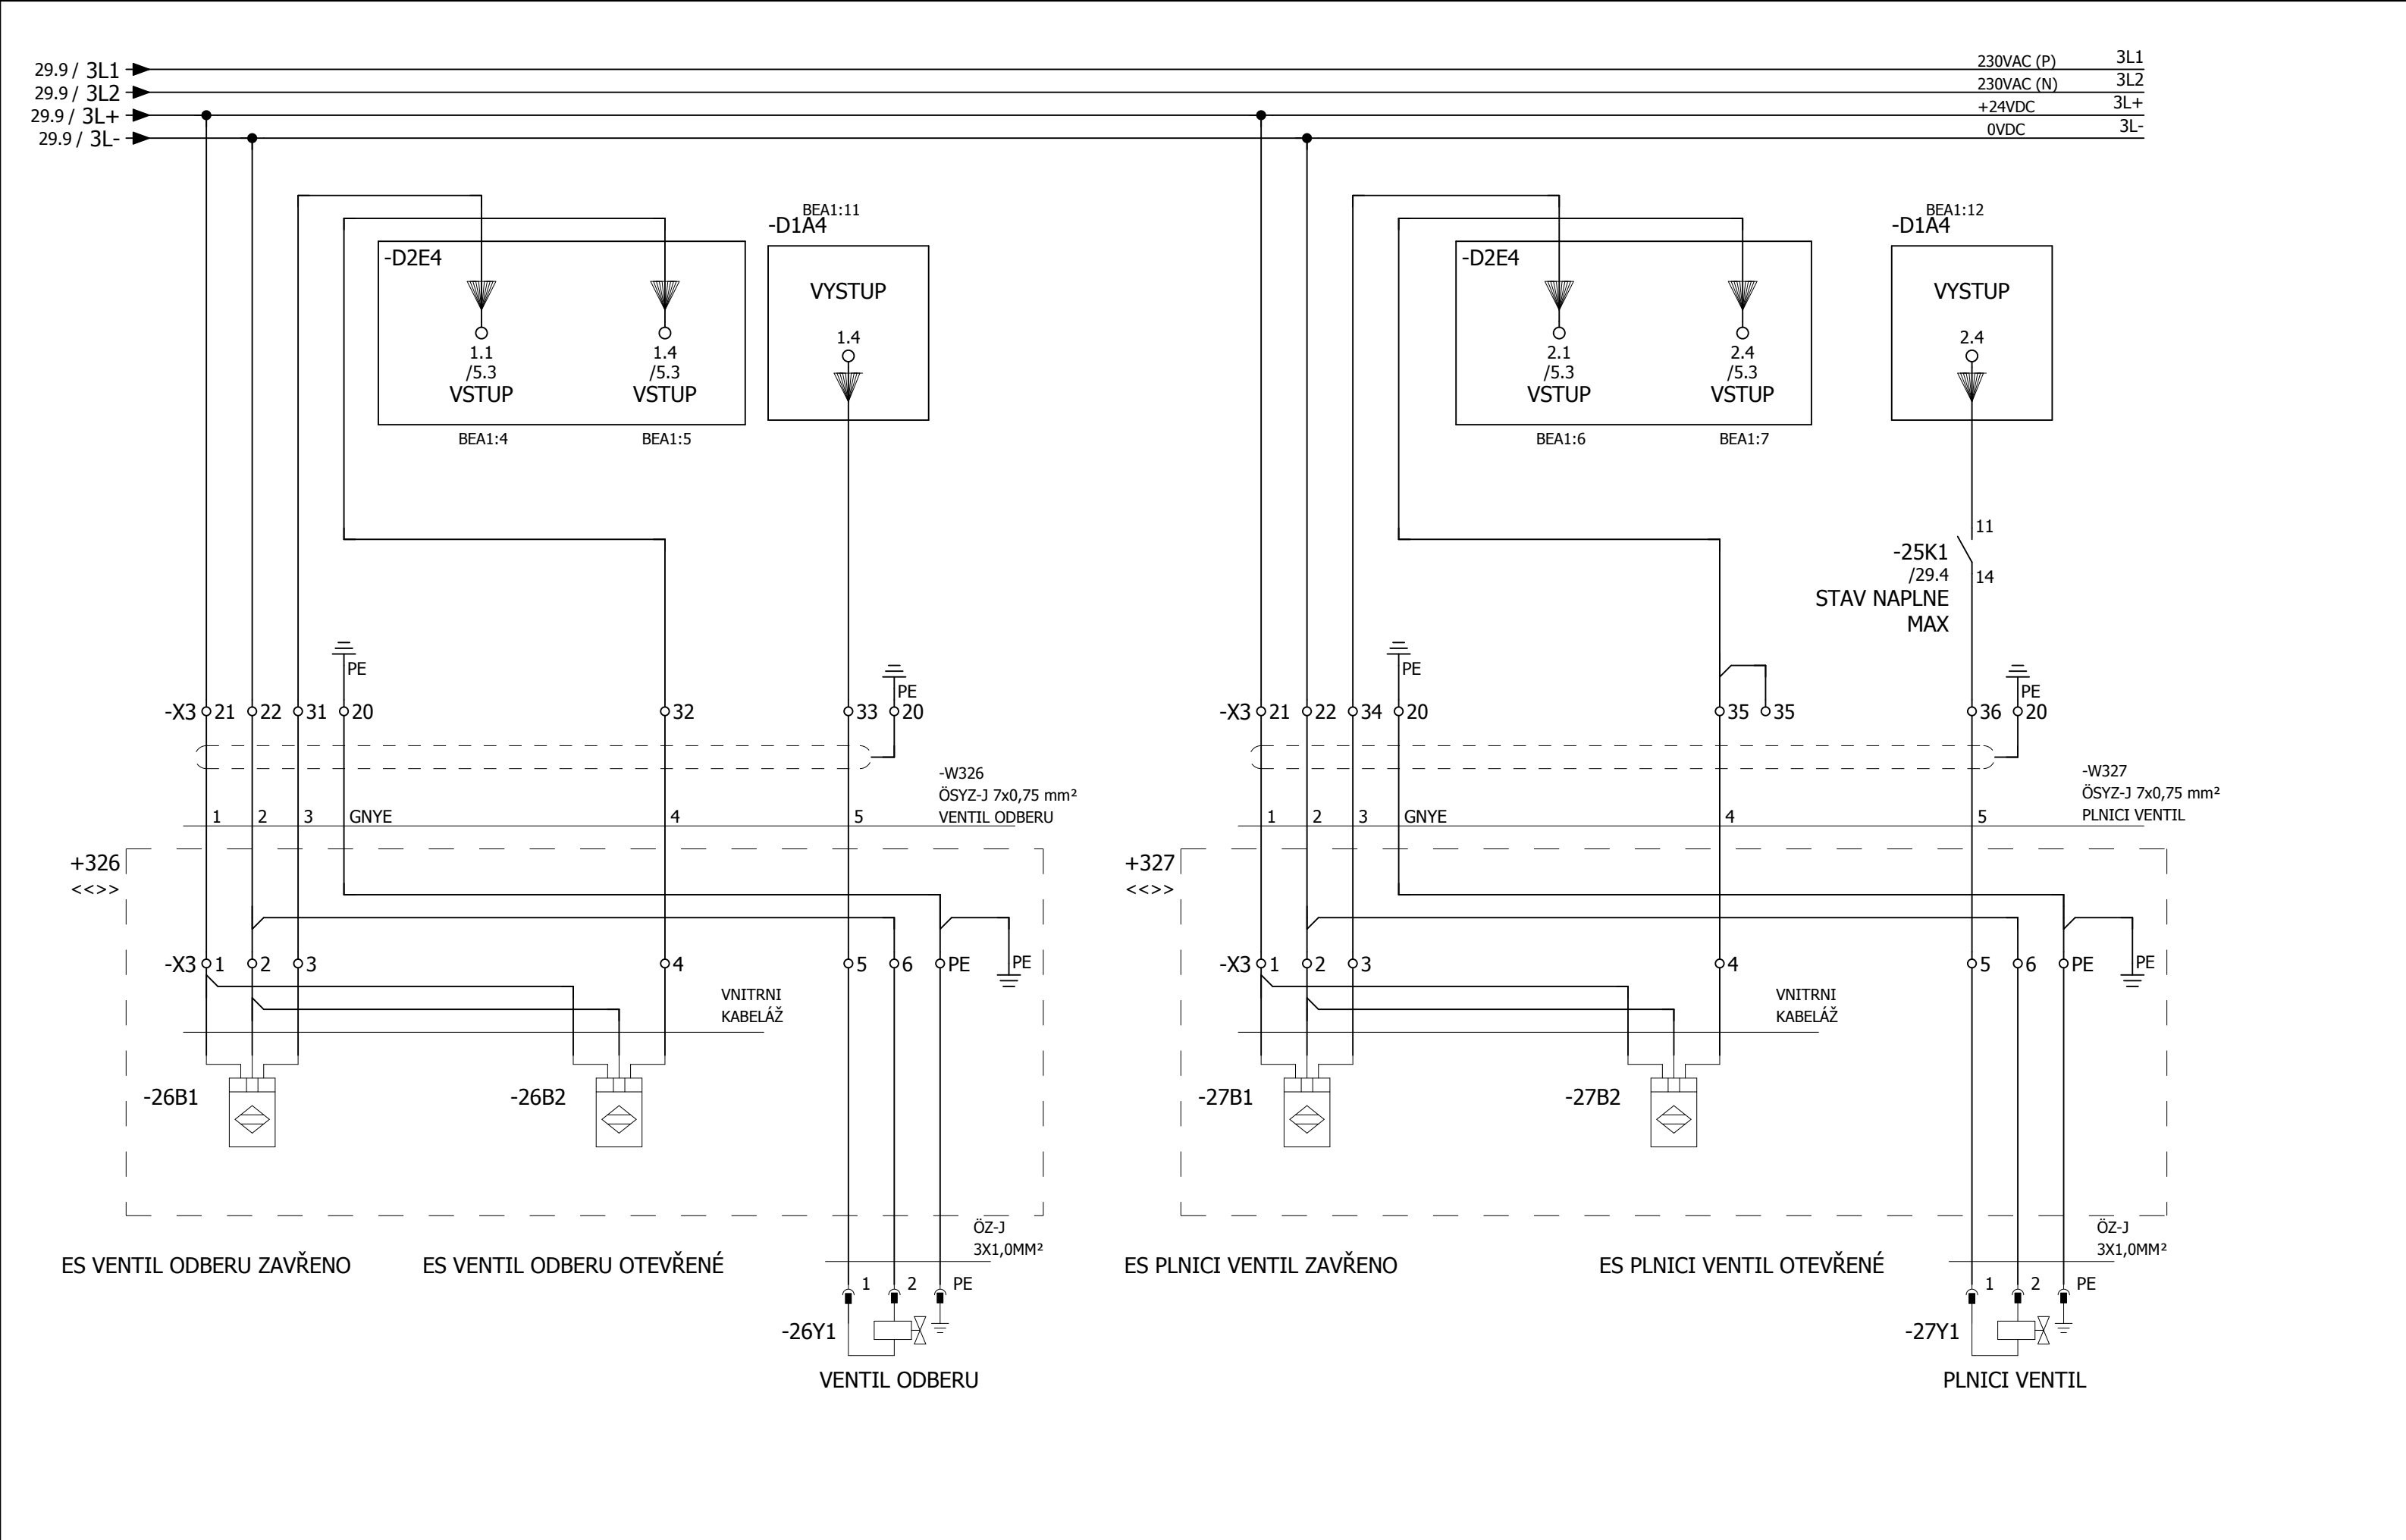 29.9 / 3L1
29.9 / 3L2
29.9 / 3L+
29.9 / 3L-
230VAC (P) 3L1
230VAC (N) 3L2
+24VDC 3L+
0VDC 3L-
BEA1:11
-D1A4
BEA1:12
-D1A4
-D2E4
-D2E4
VYSTUP
VYSTUP
1.4
2.4
1.1
/5.3
VSTUP
1.4
/5.3
VSTUP
2.1
/5.3
VSTUP
2.4
/5.3
VSTUP
BEA1:4
BEA1:5
BEA1:6
BEA1:7
11
-25K1
/29.4
14
STAV NAPLNE
MAX
PE
PE
PE
PE
-X3 21 22 31 20 32 33 20
-X3 21 22 34 20 35 35 36 20
-W326
ÖSYZ-J 7x0,75 mm²
VENTIL ODBERU
-W327
ÖSYZ-J 7x0,75 mm²
PLNICI VENTIL
1 2 3 GNYE 4 5
1 2 3 GNYE 4 5
+326
<<>>
+327
<<>>
-X3 1 2 3 4 5 6 PE PE
-X3 1 2 3 4 5 6 PE PE
VNITRNI
KABELÁŽ
VNITRNI
KABELÁŽ
-26B1
-26B2
-27B1
-27B2
ÖZ-J
3X1,0MM²
ÖZ-J
3X1,0MM²
ES VENTIL ODBERU ZAVŘENO
ES VENTIL ODBERU OTEVŘENÉ
ES PLNICI VENTIL ZAVŘENO
ES PLNICI VENTIL OTEVŘENÉ
1 2 PE
1 2 PE
-26Y1
-27Y1
VENTIL ODBERU
PLNICI VENTIL